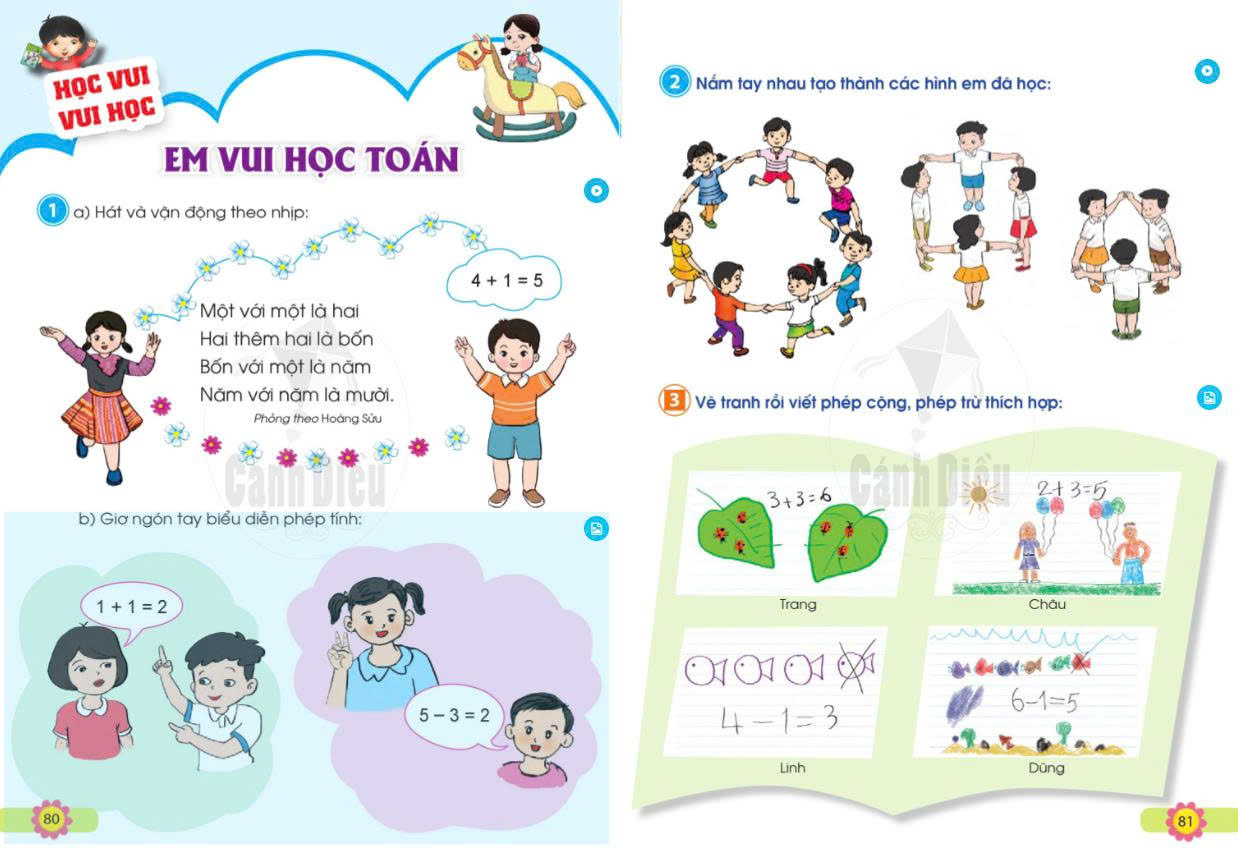 HỌC VUI
VUI HỌC
EM VUI HỌC TOÁN
1 a) Hát và vận động theo nhịp:
4 + 1 = 5
Một với một là hai
Hai thêm hai là bốn
Bốn với một là năm
Năm với năm là mười.
Phỏng theo Hoàng Sửu
Cánh Diều
b) Giơ ngón tay biểu diễn phép tính:
1 + 1 = 2
5 – 3 = 2
80
2 Nắm tay nhau tạo thành các hình em đã học:
3 Vẽ tranh rồi viết phép cộng, phép trừ thích hợp:
Cánh Diều
3+3=6
Trang
2+3=5
Châu
4-1=3
Linh
6-1=5
Dũng
81